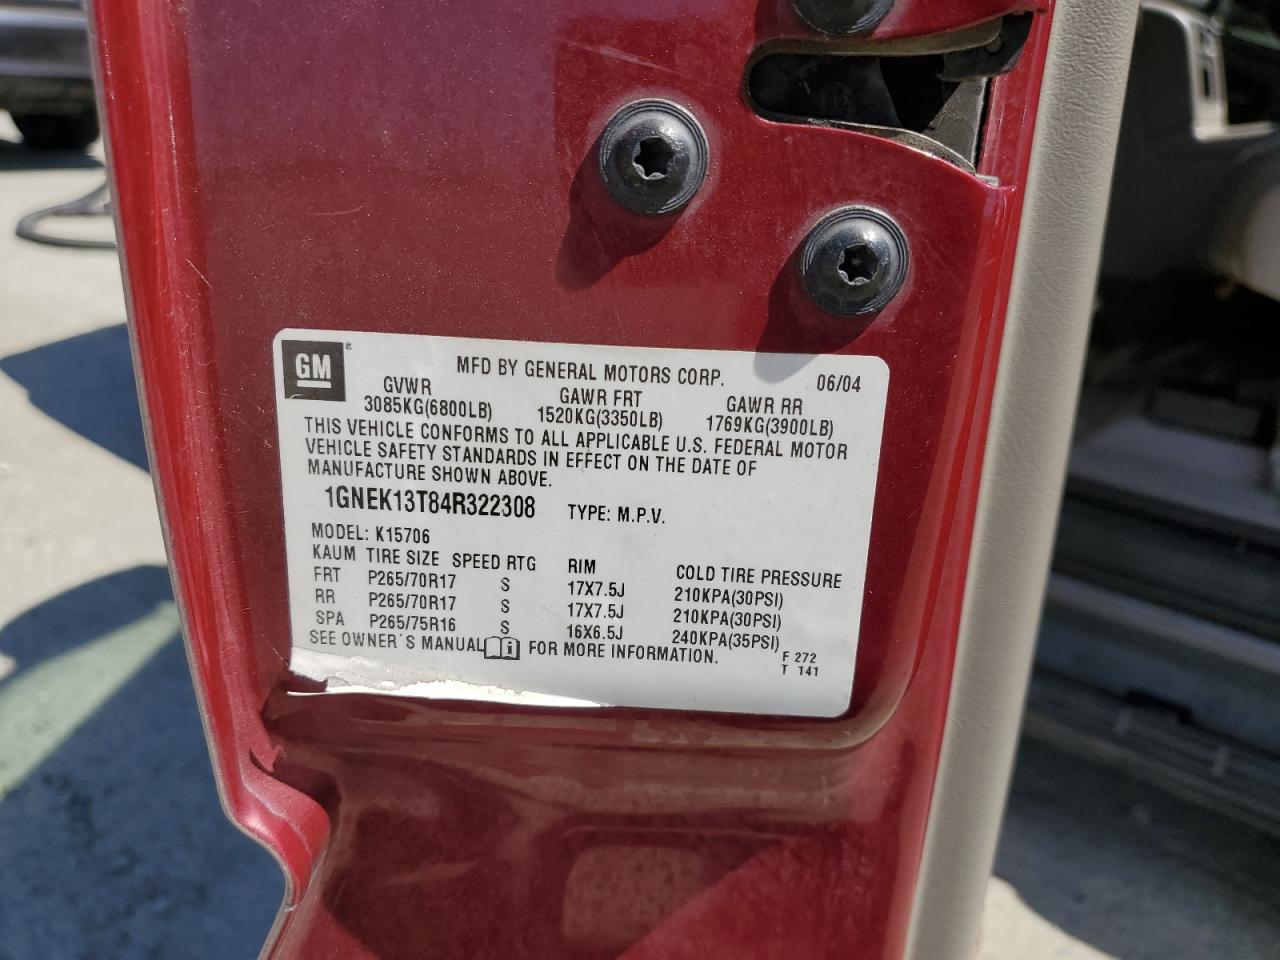 GM ® MFD BY GENERAL MOTORS CORP. 06/04
GVWR GAWR FRT GAWR RR
3085KG(6800LB) 1520KG(3350LB) 1769KG(3900LB)
THIS VEHICLE CONFORMS TO ALL APPLICABLE U.S. FEDERAL MOTOR
VEHICLE SAFETY STANDARDS IN EFFECT ON THE DATE OF
MANUFACTURE SHOWN ABOVE.
1GNEK13T84R322308 TYPE: M.P.V.
MODEL: K15706
KAUM TIRE SIZE SPEED RTG RIM COLD TIRE PRESSURE
FRT P265/70R17 S 17X7.5J 210KPA(30PSI)
RR P265/70R17 S 17X7.5J 210KPA(30PSI)
SPA P265/75R16 S 16X6.5J 240KPA(35PSI)
SEE OWNER´S MANUAL FOR MORE INFORMATION. F 272
T 141